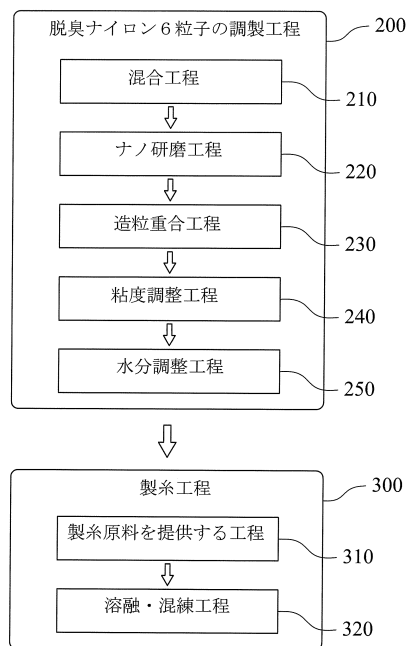 脱臭ナイロン6粒子の調製工程
200
混合工程
210
ナノ研磨工程
220
造粒重合工程
230
粘度調整工程
240
水分調整工程
250
製糸工程
300
製糸原料を提供する工程
310
溶融・混練工程
320